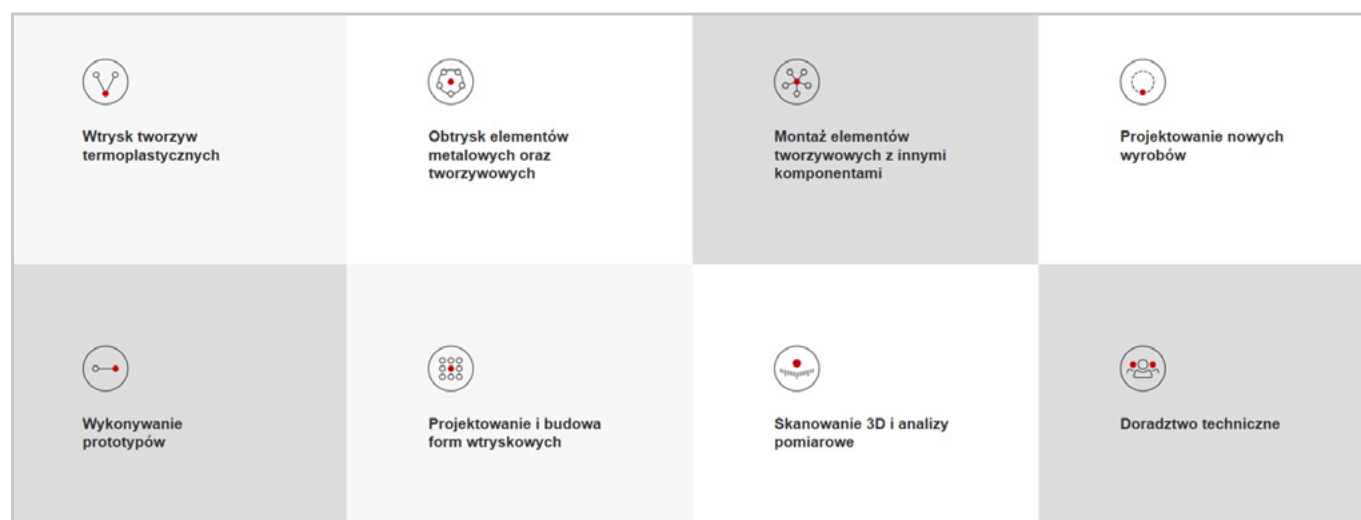 Wtrysk tworzyw
termoplastycznych
Obtrysk elementów
metalowych oraz
tworzywowych
Montaż elementów
tworzywowych z innymi
komponentami
Projektowanie nowych
wyrobów
Wykonywanie
prototypów
Projektowanie i budowa
form wtryskowych
Skanowanie 3D i analizy
pomiarowe
Doradztwo techniczne